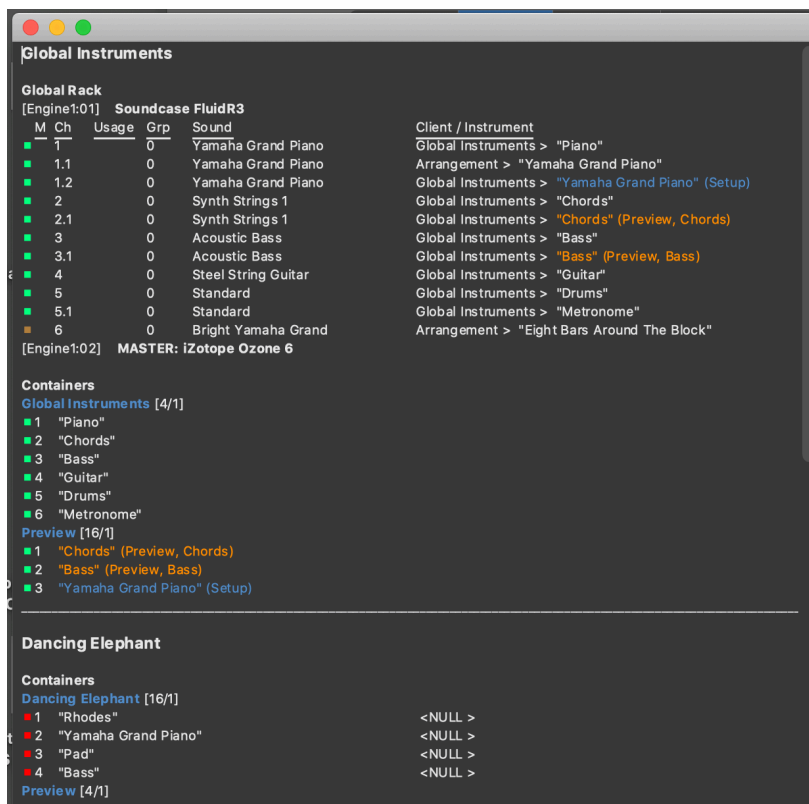 Global Instruments
Global Rack
[Engine1:01] Soundcase FluidR3
M Ch Usage Grp Sound Client / Instrument
1 0 Yamaha Grand Piano Global Instruments > "Piano"
1.1 0 Yamaha Grand Piano Arrangement > "Yamaha Grand Piano"
1.2 0 Yamaha Grand Piano Global Instruments > "Yamaha Grand Piano" (Setup)
2 0 Synth Strings 1 Global Instruments > "Chords"
2.1 0 Synth Strings 1 Global Instruments > "Chords" (Preview, Chords)
3 0 Acoustic Bass Global Instruments > "Bass"
3.1 0 Acoustic Bass Global Instruments > "Bass" (Preview, Bass)
4 0 Steel String Guitar Global Instruments > "Guitar"
5 0 Standard Global Instruments > "Drums"
5.1 0 Standard Global Instruments > "Metronome"
6 0 Bright Yamaha Grand Arrangement > "Eight Bars Around The Block"
[Engine1:02] MASTER: iZotope Ozone 6
Containers
Global Instruments [4/1]
1 "Piano"
2 "Chords"
3 "Bass"
4 "Guitar"
5 "Drums"
6 "Metronome"
Preview [16/1]
1 "Chords" (Preview, Chords)
2 "Bass" (Preview, Bass)
3 "Yamaha Grand Piano" (Setup)
Dancing Elephant
Containers
Dancing Elephant [16/1]
1 "Rhodes" <NULL >
2 "Yamaha Grand Piano" <NULL >
3 "Pad" <NULL >
4 "Bass" <NULL >
Preview [4/1]